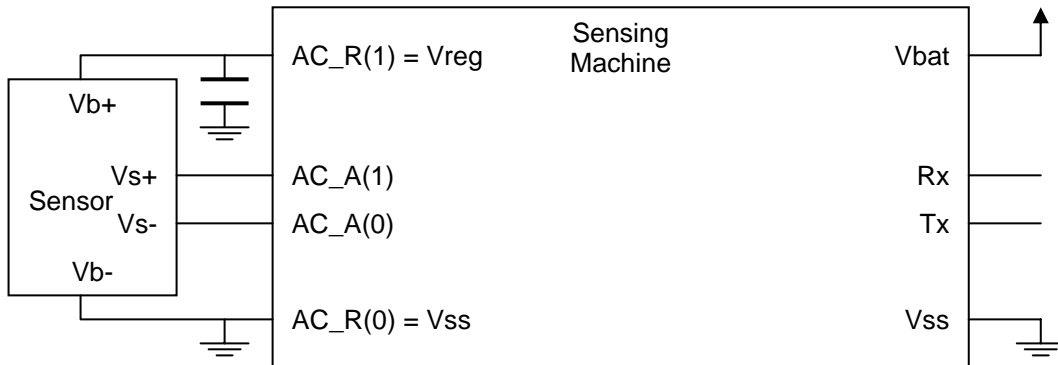 Sensing
Machine
AC_R(1) = Vreg
Vbat
Vb+
Vs+
AC_A(1)
Rx
Sensor
Vs-
AC_A(0)
Tx
Vb-
AC_R(0) = Vss
Vss